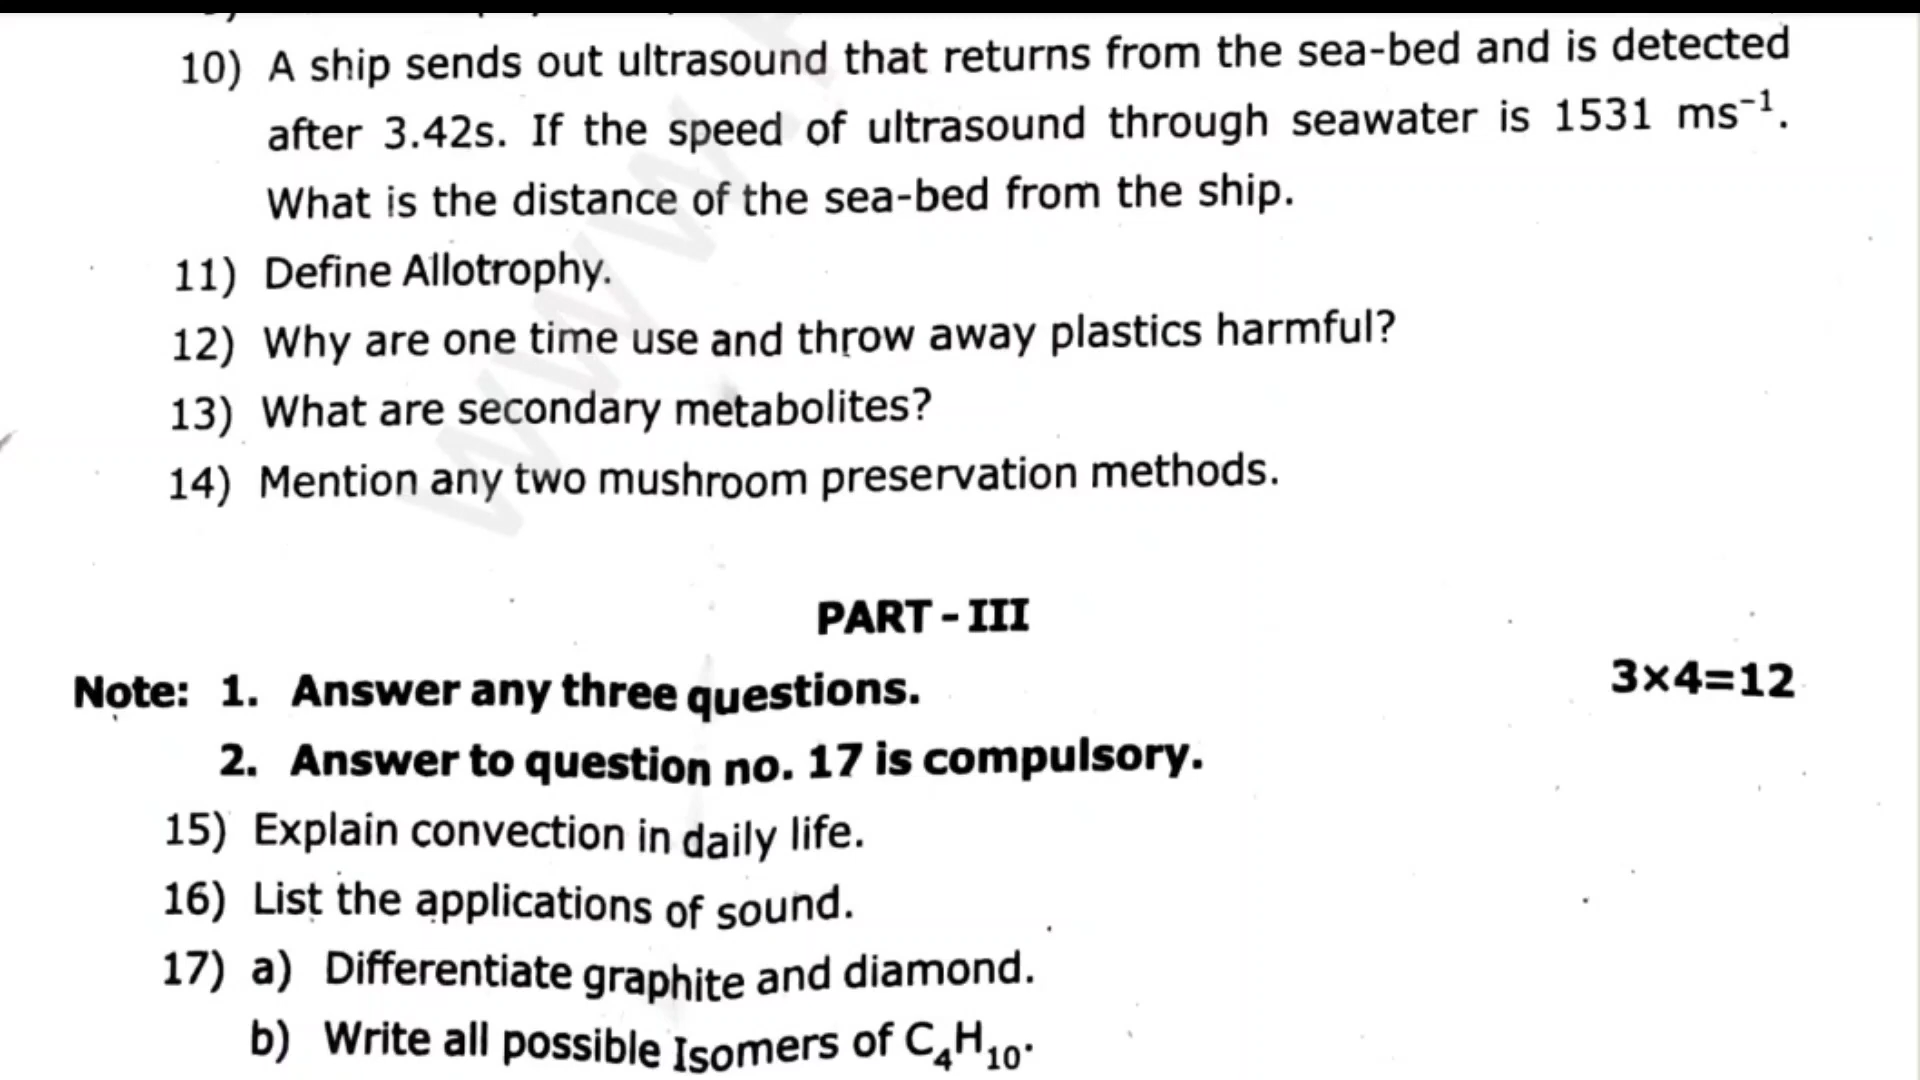 10) A ship sends out ultrasound that returns from the sea-bed and is detected
after 3.42s. If the speed of ultrasound through seawater is 1531 ms⁻¹.
What is the distance of the sea-bed from the ship.
11) Define Allotrophy.
12) Why are one time use and throw away plastics harmful?
13) What are secondary metabolites?
14) Mention any two mushroom preservation methods.
PART - III
Note: 1. Answer any three questions. 3×4=12
2. Answer to question no. 17 is compulsory.
15) Explain convection in daily life.
16) List the applications of sound.
17) a) Differentiate graphite and diamond.
b) Write all possible Isomers of C₄H₁₀.